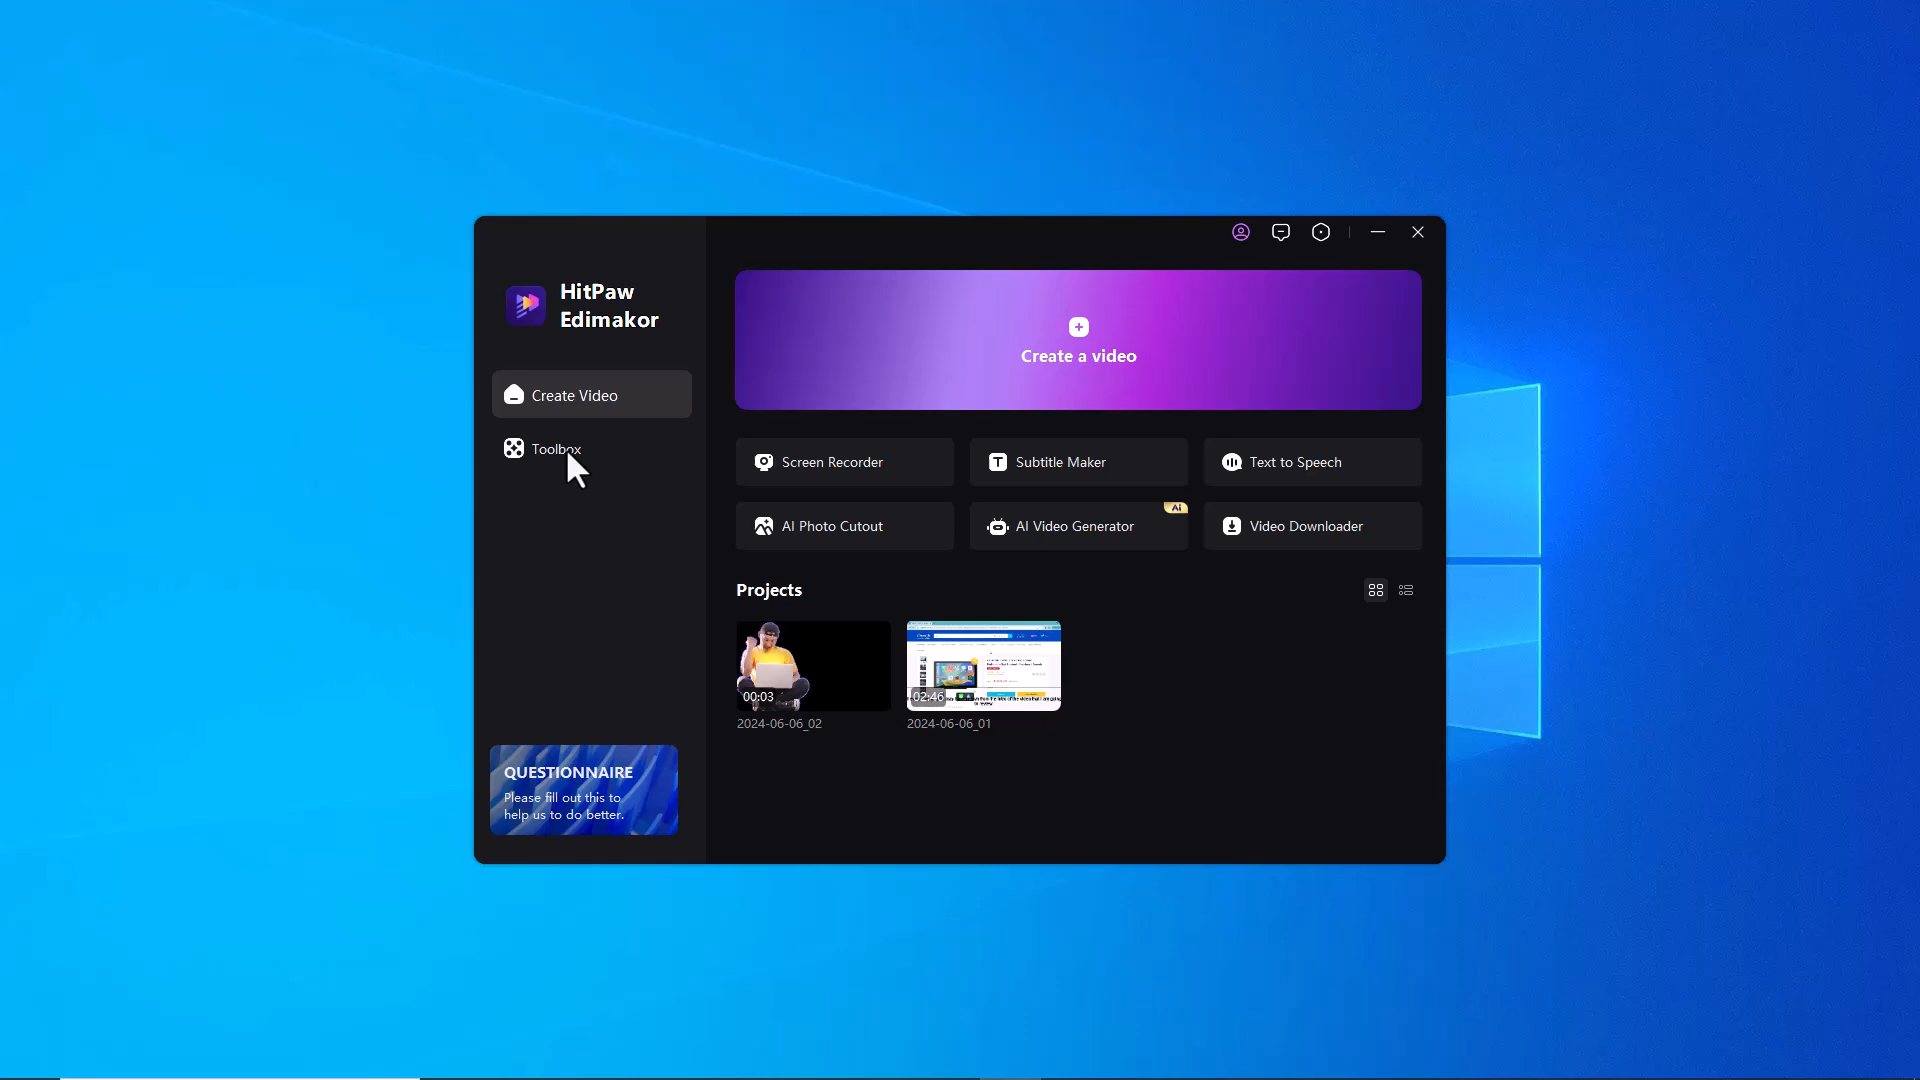 HitPaw
Edimakor
Create Video
Toolbox
QUESTIONNAIRE
Please fill out this to
help us to do better.
Create a video
Screen Recorder
Subtitle Maker
Text to Speech
AI Photo Cutout
AI Video Generator
Ai
Video Downloader
Projects
00:03
02:46
2024-06-06_02
2024-06-06_01